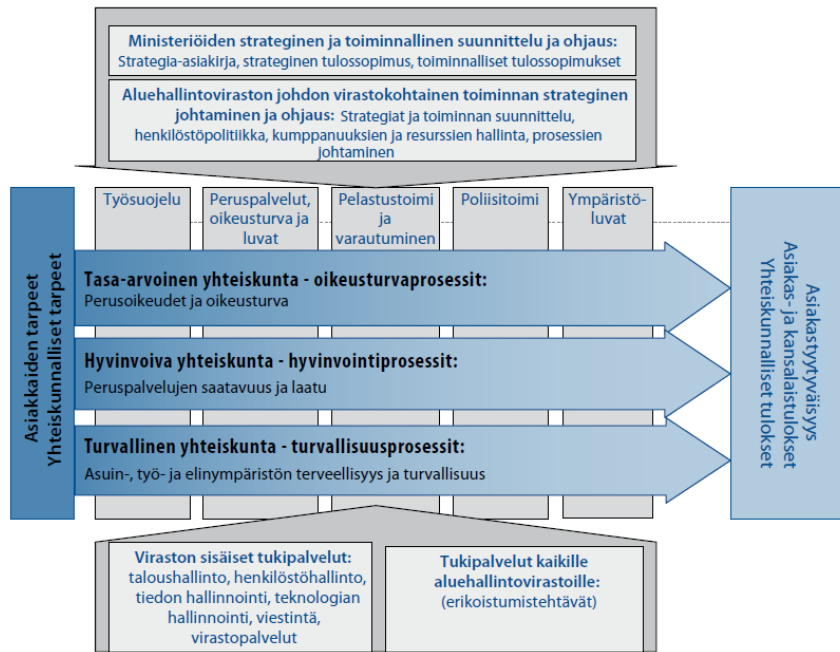 Ministeriöiden strateginen ja toiminnallinen suunnittelu ja ohjaus:
Strategia-asiakirja, strateginen tulossopimus, toiminnalliset tulossopimukset
Aluehallintoviraston johdon virastokohtainen toiminnan strateginen
johtaminen ja ohjaus: Strategiat ja toiminnan suunnittelu,
henkilöstöpolitiikka, kumppanuuksien ja resurssien hallinta, prosessien
johtaminen
Asiakkaiden tarpeet
Yhteiskunnalliset tarpeet
Työsuojelu
Peruspalvelut,
oikeusturva ja
luvat
Pelastustoimi
ja
varautuminen
Poliisitoimi
Ympäristö-
luvat
Tasa-arvoinen yhteiskunta - oikeusturvaprosessit:
Perusoikeudet ja oikeusturva
Hyvinvoiva yhteiskunta - hyvinvointiprosessit:
Peruspalvelujen saatavuus ja laatu
Turvallinen yhteiskunta - turvallisuusprosessit:
Asuin-, työ- ja elinympäristön terveellisyys ja turvallisuus
Asiakastyytyväisyys
Asiakas- ja kansalaistulokset
Yhteiskunnalliset tulokset
Viraston sisäiset tukipalvelut:
taloushallinto, henkilöstöhallinto,
tiedon hallinnointi, teknologian
hallinnointi, viestintä,
virastopalvelut
Tukipalvelut kaikille
aluehallintovirastoille:
(erikoistumistehtävät)